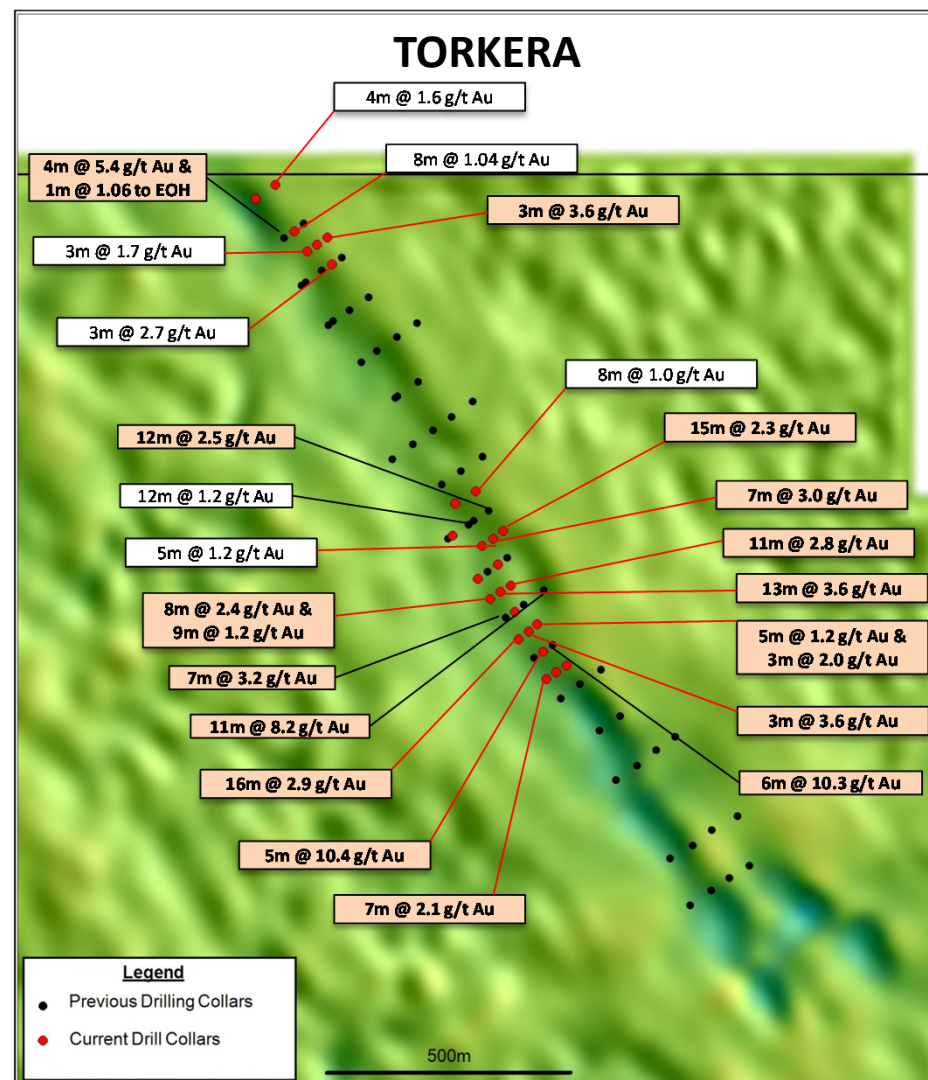 TORKERA
4m @ 1.6 g/t Au
8m @ 1.04 g/t Au
4m @ 5.4 g/t Au &
1m @ 1.06 to EOH
3m @ 3.6 g/t Au
3m @ 1.7 g/t Au
3m @ 2.7 g/t Au
8m @ 1.0 g/t Au
12m @ 2.5 g/t Au
15m @ 2.3 g/t Au
12m @ 1.2 g/t Au
7m @ 3.0 g/t Au
5m @ 1.2 g/t Au
11m @ 2.8 g/t Au
13m @ 3.6 g/t Au
8m @ 2.4 g/t Au &
9m @ 1.2 g/t Au
5m @ 1.2 g/t Au &
3m @ 2.0 g/t Au
7m @ 3.2 g/t Au
11m @ 8.2 g/t Au
3m @ 3.6 g/t Au
16m @ 2.9 g/t Au
6m @ 10.3 g/t Au
5m @ 10.4 g/t Au
7m @ 2.1 g/t Au
Legend
Previous Drilling Collars
Current Drill Collars
500m